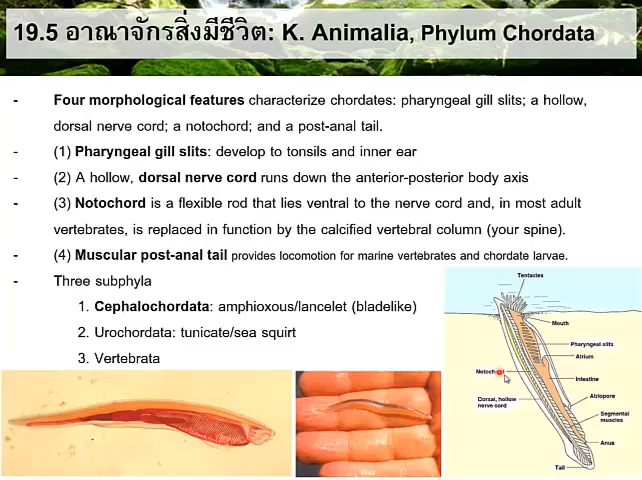 19.5 อาณาจักรสิ่งมีชีวิต: K. Animalia, Phylum Chordata
- Four morphological features characterize chordates: pharyngeal gill slits; a hollow,
dorsal nerve cord; a notochord; and a post-anal tail.
- (1) Pharyngeal gill slits: develop to tonsils and inner ear
- (2) A hollow, dorsal nerve cord runs down the anterior-posterior body axis
- (3) Notochord is a flexible rod that lies ventral to the nerve cord and, in most adult
vertebrates, is replaced in function by the calcified vertebral column (your spine).
- (4) Muscular post-anal tail provides locomotion for marine vertebrates and chordate larvae.
- Three subphyla
1. Cephalochordata: amphioxous/lancelet (bladelike)
2. Urochordata: tunicate/sea squirt
3. Vertebrata
Tentacles
Mouth
Pharyngeal slits
Atrium
Notoch
Intestine
Atriopore
Dorsal, hollow
nerve cord
Segmental
muscles
Anus
Tail